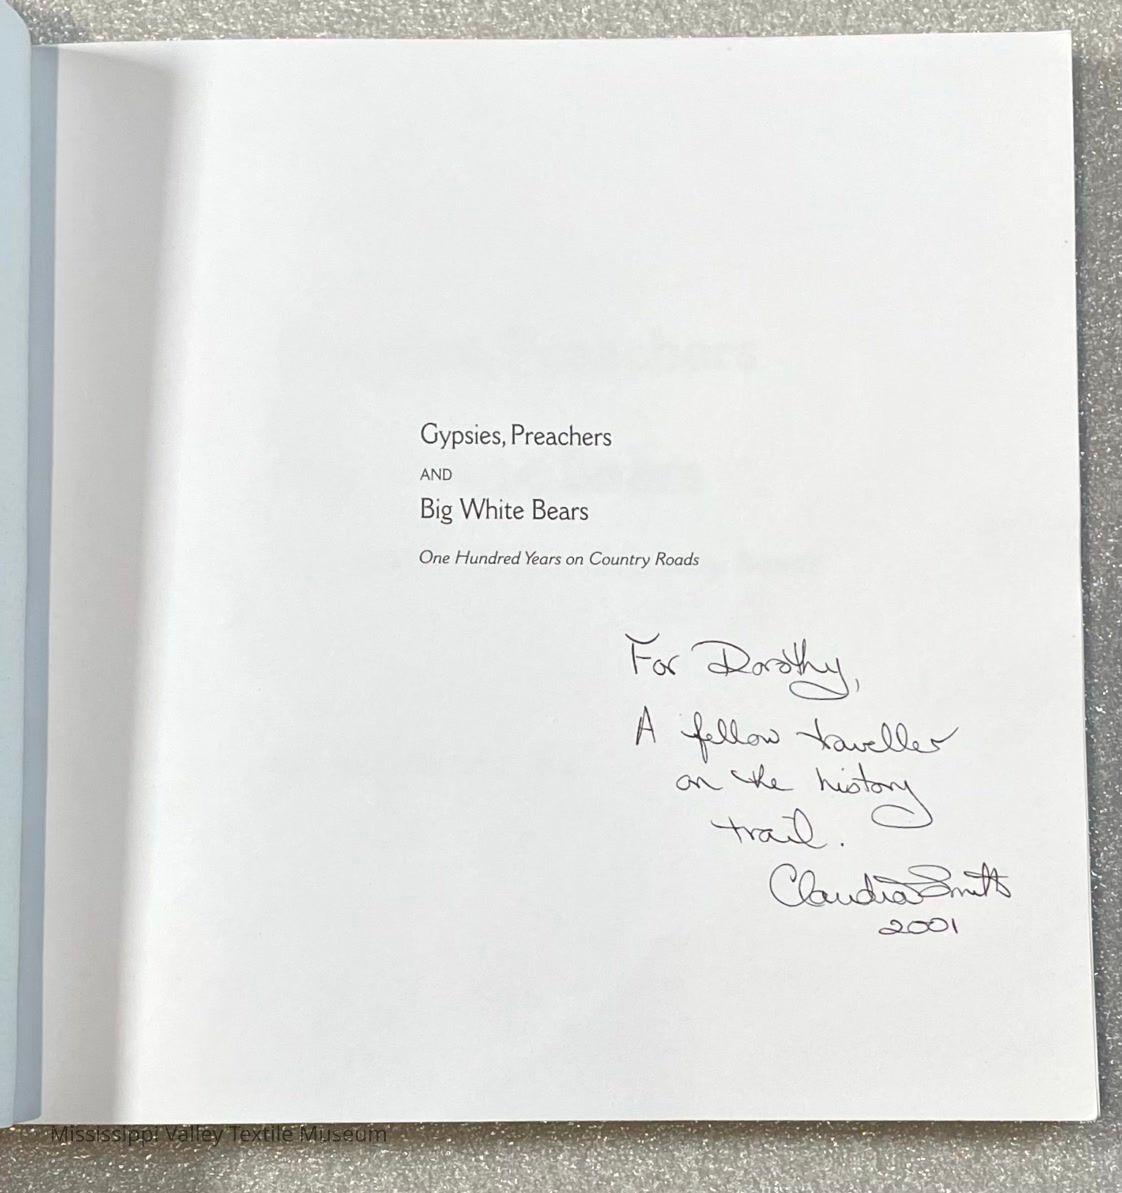 Gypsies, Preachers
AND
Big White Bears
One Hundred Years on Country Roads
For Dorothy,
A fellow traveller
on the history
trail.
Claudia Smith
2001
Mississippi Valley Textile Museum